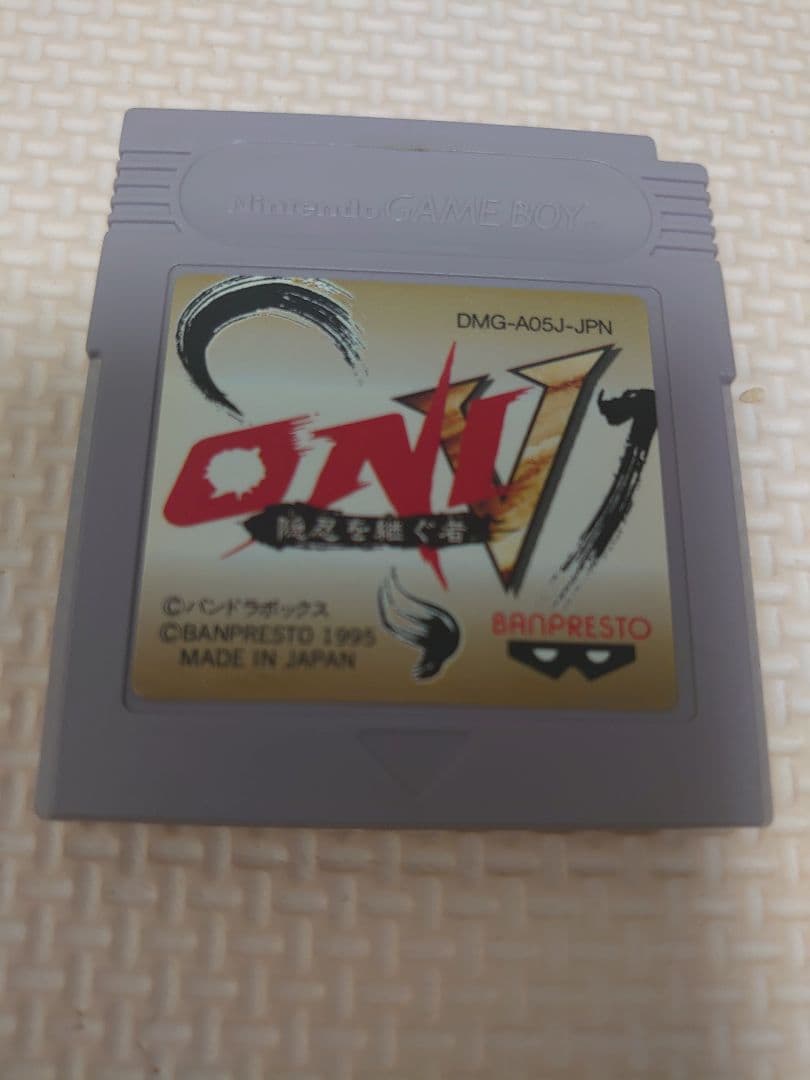 Nintendo GAME BOY
DMG-A05J-JPN
ONI V
隠忍を継ぐ者
©パンドラボックス
©BANPRESTO 1995
MADE IN JAPAN
BANPRESTO